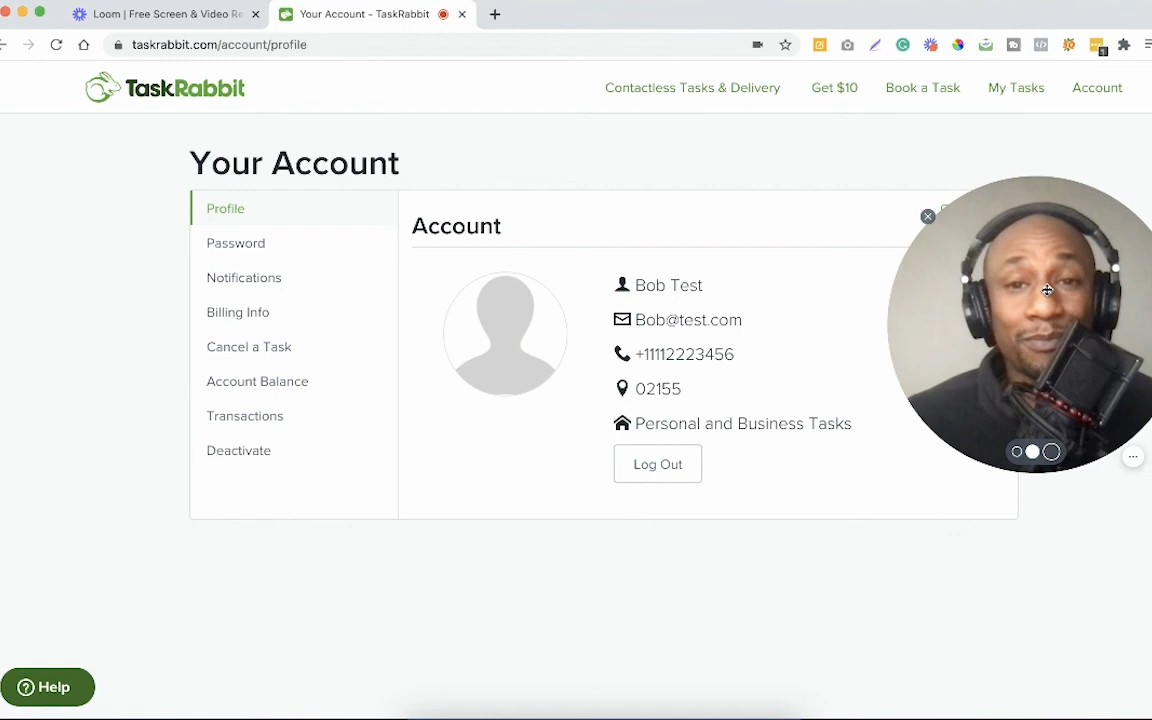 Loom | Free Screen & Video Re
Your Account - TaskRabbit
taskrabbit.com/account/profile
TaskRabbit
Contactless Tasks & Delivery
Get $10
Book a Task
My Tasks
Account
Your Account
Profile
Password
Notifications
Billing Info
Cancel a Task
Account Balance
Transactions
Deactivate
Account
Bob Test
Bob@test.com
+11112223456
02155
Personal and Business Tasks
Log Out
Help